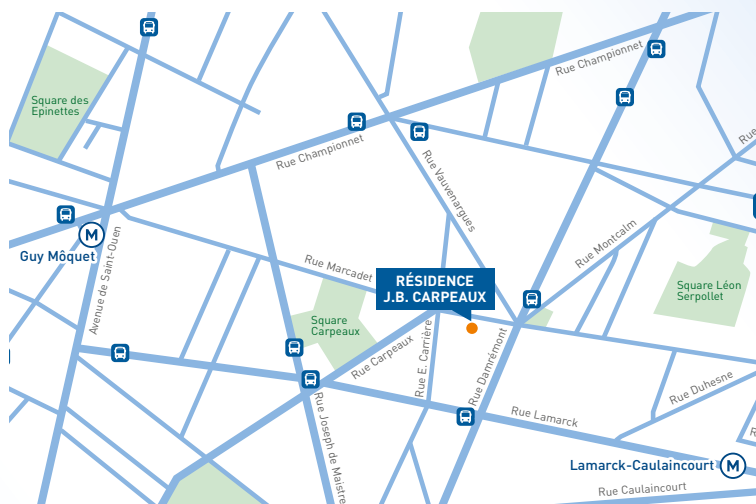 Rue Championnet
Square des
Epinettes
Rue Championnet
Rue Vauvenargues
M
Guy Môquet
Avenue de Saint-Ouen
Rue Marcadet
Rue Montcalm
RÉSIDENCE
J.B. CARPEAUX
Square Léon
Serpollet
Square
Carpeaux
Rue Carpeaux
Rue E. Carrière
Rue Damrémont
Rue Duhesne
Rue Joseph de Maistre
Rue Lamarck
Lamarck-Caulaincourt
M
Rue Caulaincourt